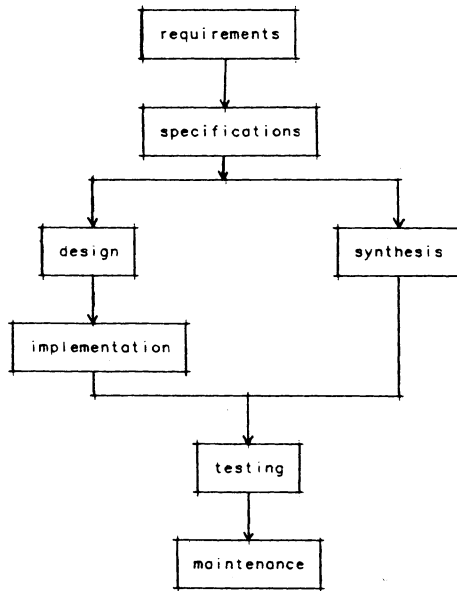 requirements
specifications
design
synthesis
implementation
testing
maintenance